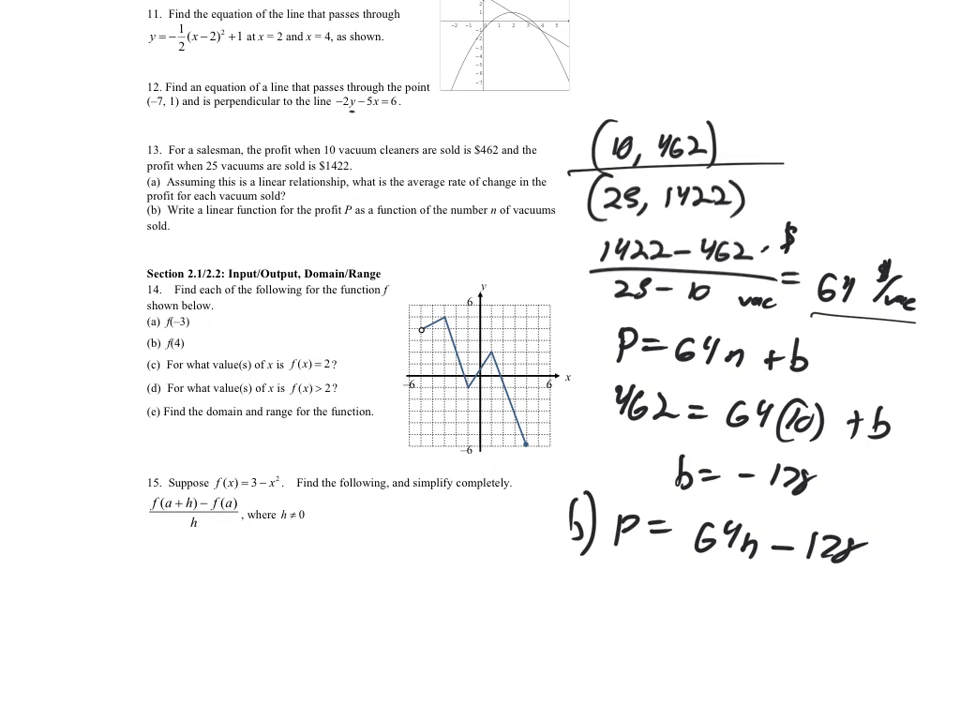 11. Find the equation of the line that passes through
y = -1/2(x-2)² + 1 at x = 2 and x = 4, as shown.
12. Find an equation of a line that passes through the point
(–7, 1) and is perpendicular to the line -2y - 5x = 6.
13. For a salesman, the profit when 10 vacuum cleaners are sold is $462 and the
profit when 25 vacuums are sold is $1422.
(a) Assuming this is a linear relationship, what is the average rate of change in the
profit for each vacuum sold?
(b) Write a linear function for the profit P as a function of the number n of vacuums
sold.
Section 2.1/2.2: Input/Output, Domain/Range
14. Find each of the following for the function f
shown below.
(a) f(–3)
(b) f(4)
(c) For what value(s) of x is f(x) = 2?
(d) For what value(s) of x is f(x) > 2?
(e) Find the domain and range for the function.
y
6
–6
6
x
–6
15. Suppose f(x) = 3 - x². Find the following, and simplify completely.
f(a+h) - f(a) / h, where h ≠ 0
(10, 462)
(25, 1422)
1422 - 462 $ / 25 - 10 vac = 64 $/vac
P = 64n + b
462 = 64(10) + b
b = - 178
b) P = 64n - 128